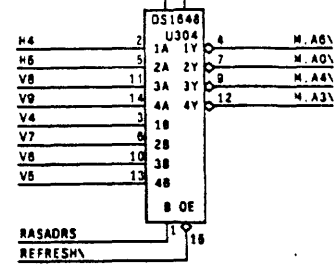 DS1648
U304
H4 2 1A 1Y 4 M.A6\
H5 5 2A 2Y 7 M.A0\
V8 11 3A 3Y 9 M.A4\
V9 14 4A 4Y 12 M.A3\
V4 3 1B
V7 6 2B
V6 10 3B
V5 13 4B
B OE
RASADRS 1 15
REFRESH\